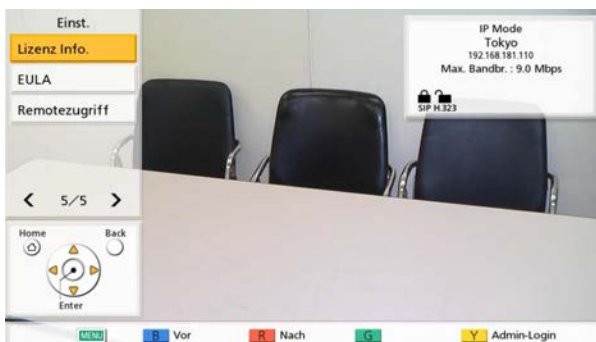 Einst.
Lizenz Info.
EULA
Remotezugriff
5/5
Home
Back
Enter
IP Mode
Tokyo
192.168.181.110
Max. Bandbr. : 9.0 Mbps
SIP H.323
MENU
B Vor
R Nach
G
Y Admin-Login